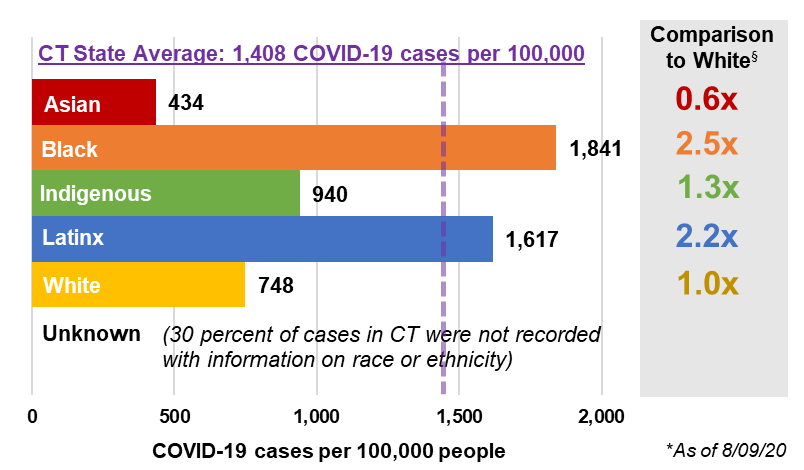 CT State Average: 1,408 COVID-19 cases per 100,000
Comparison
to White§
Asian 434 0.6x
Black 1,841 2.5x
Indigenous 940 1.3x
Latinx 1,617 2.2x
White 748 1.0x
Unknown (30 percent of cases in CT were not recorded
with information on race or ethnicity)
0 500 1,000 1,500 2,000
COVID-19 cases per 100,000 people
*As of 8/09/20